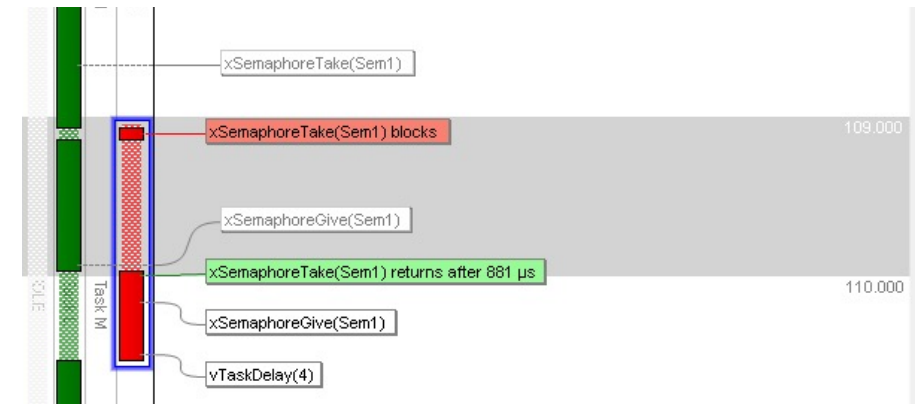 xSemaphoreTake(Sem1)
xSemaphoreTake(Sem1) blocks
109.000
xSemaphoreGive(Sem1)
xSemaphoreTake(Sem1) returns after 881 µs
110.000
Task M
xSemaphoreGive(Sem1)
vTaskDelay(4)